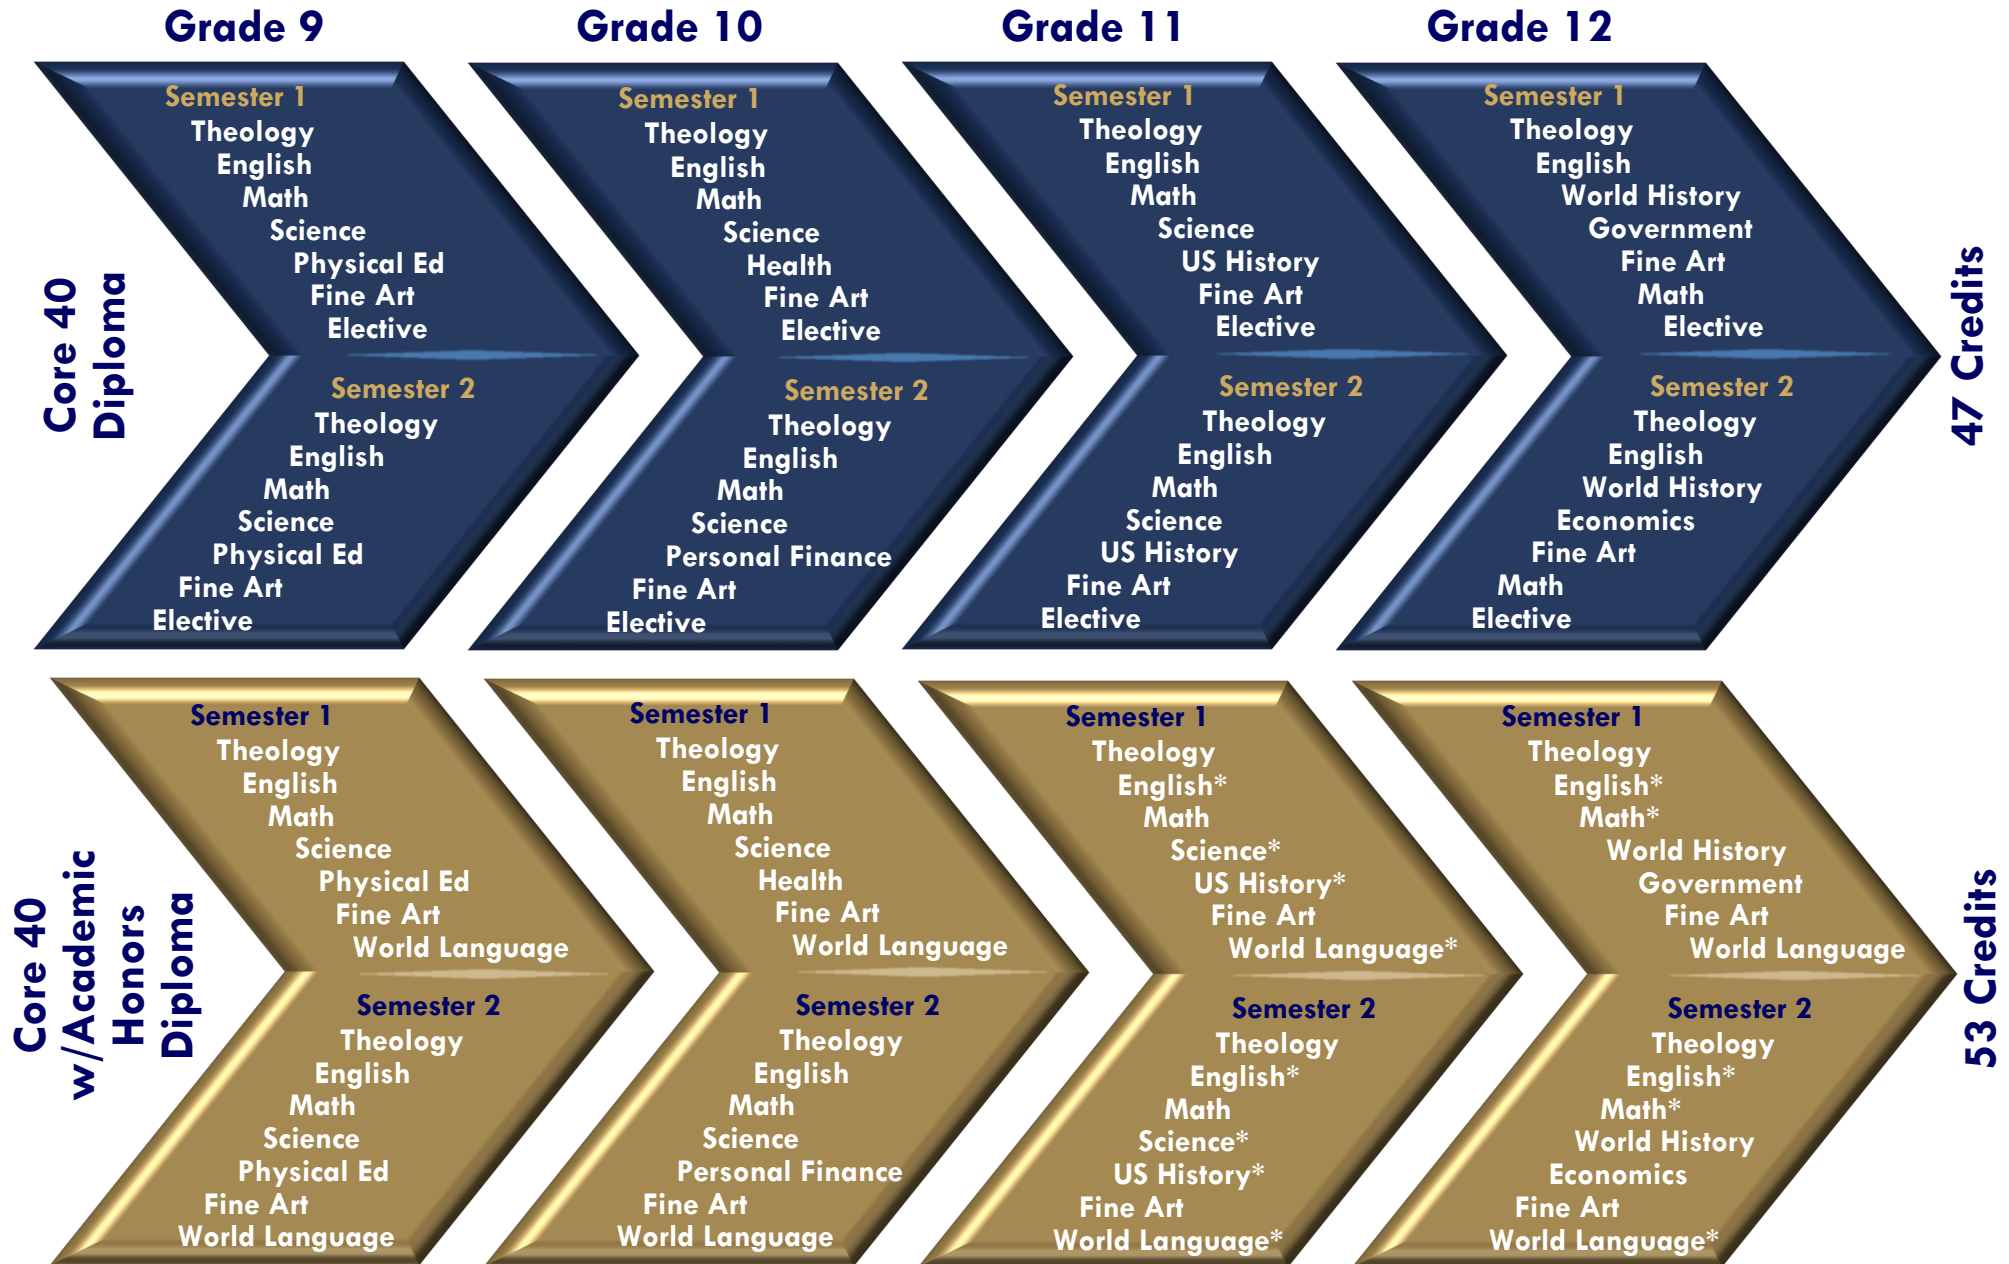 Grade 9
Grade 10
Grade 11
Grade 12
Core 40
Diploma
Semester 1
Theology
English
Math
Science
Physical Ed
Fine Art
Elective
Semester 2
Theology
English
Math
Science
Physical Ed
Fine Art
Elective
Semester 1
Theology
English
Math
Science
Health
Fine Art
Elective
Semester 2
Theology
English
Math
Science
Personal Finance
Fine Art
Elective
Semester 1
Theology
English
Math
Science
US History
Fine Art
Elective
Semester 2
Theology
English
Math
Science
US History
Fine Art
Elective
Semester 1
Theology
English
World History
Government
Fine Art
Math
Elective
Semester 2
Theology
English
World History
Economics
Fine Art
Math
Elective
47 Credits
Core 40
w/Academic
Honors
Diploma
Semester 1
Theology
English
Math
Science
Physical Ed
Fine Art
World Language
Semester 2
Theology
English
Math
Science
Physical Ed
Fine Art
World Language
Semester 1
Theology
English
Math
Science
Health
Fine Art
World Language
Semester 2
Theology
English
Math
Science
Personal Finance
Fine Art
World Language
Semester 1
Theology
English*
Math
Science*
US History*
Fine Art
World Language*
Semester 2
Theology
English*
Math
Science*
US History*
Fine Art
World Language*
Semester 1
Theology
English*
Math*
World History
Government
Fine Art
World Language
Semester 2
Theology
English*
Math*
World History
Economics
Fine Art
World Language*
53 Credits